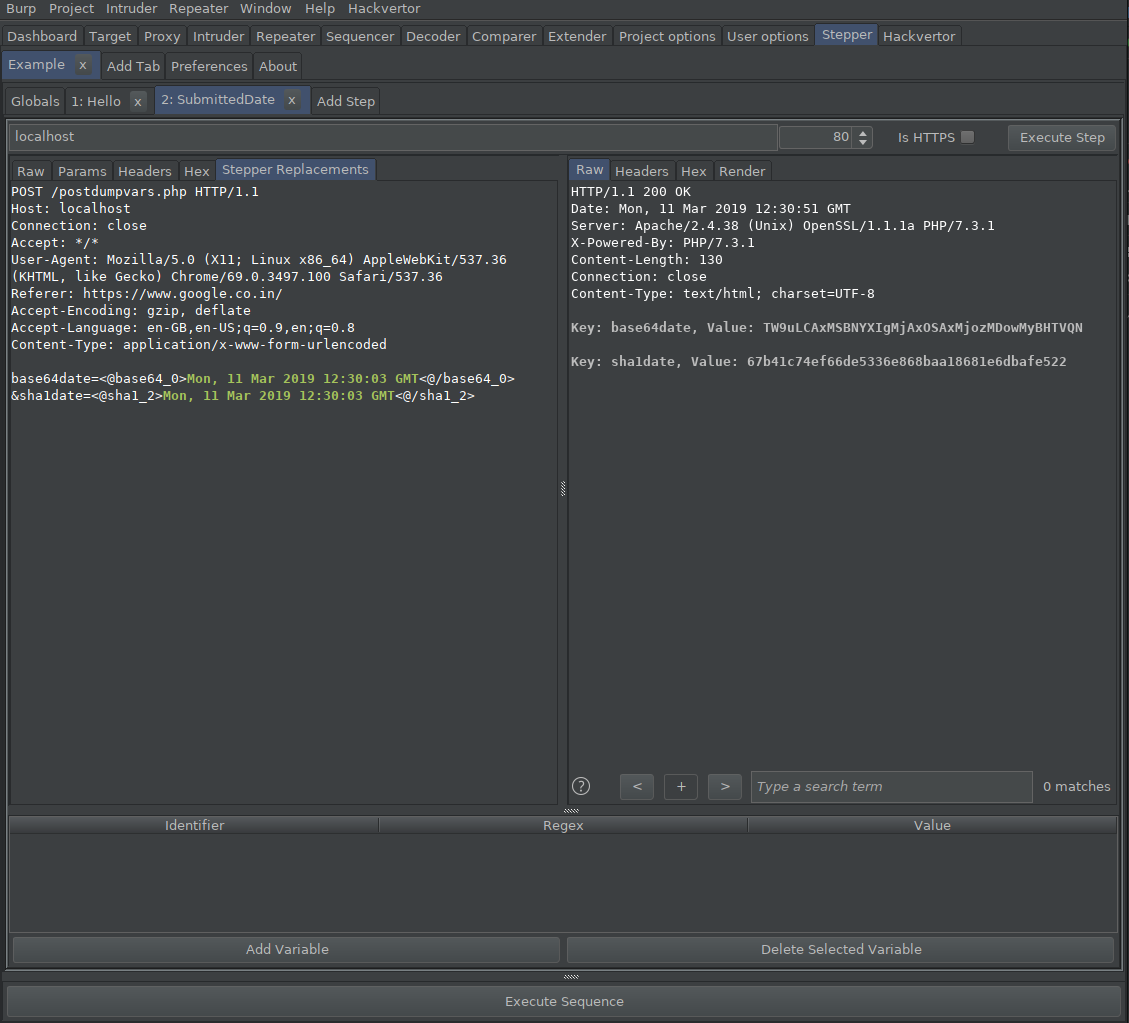 Burp Project Intruder Repeater Window Help Hackvertor
Dashboard Target Proxy Intruder Repeater Sequencer Decoder Comparer Extender Project options User options Stepper Hackvertor
Example x Add Tab Preferences About
Globals 1: Hello x 2: SubmittedDate x Add Step
localhost 80 Is HTTPS Execute Step
Raw Params Headers Hex Stepper Replacements
POST /postdumpvars.php HTTP/1.1
Host: localhost
Connection: close
Accept: */*
User-Agent: Mozilla/5.0 (X11; Linux x86_64) AppleWebKit/537.36
(KHTML, like Gecko) Chrome/69.0.3497.100 Safari/537.36
Referer: https://www.google.co.in/
Accept-Encoding: gzip, deflate
Accept-Language: en-GB,en-US;q=0.9,en;q=0.8
Content-Type: application/x-www-form-urlencoded
base64date=<@base64_0>Mon, 11 Mar 2019 12:30:03 GMT<@/base64_0>
&sha1date=<@sha1_2>Mon, 11 Mar 2019 12:30:03 GMT<@/sha1_2>
Raw Headers Hex Render
HTTP/1.1 200 OK
Date: Mon, 11 Mar 2019 12:30:51 GMT
Server: Apache/2.4.38 (Unix) OpenSSL/1.1.1a PHP/7.3.1
X-Powered-By: PHP/7.3.1
Content-Length: 130
Connection: close
Content-Type: text/html; charset=UTF-8
Key: base64date, Value: TW9uLCAxMSBNYXIgMjAxOSAxMjozMDowMyBHTVQN
Key: sha1date, Value: 67b41c74ef66de5336e868baa18681e6dbafe522
? < + > Type a search term 0 matches
Identifier Regex Value
Add Variable Delete Selected Variable
Execute Sequence